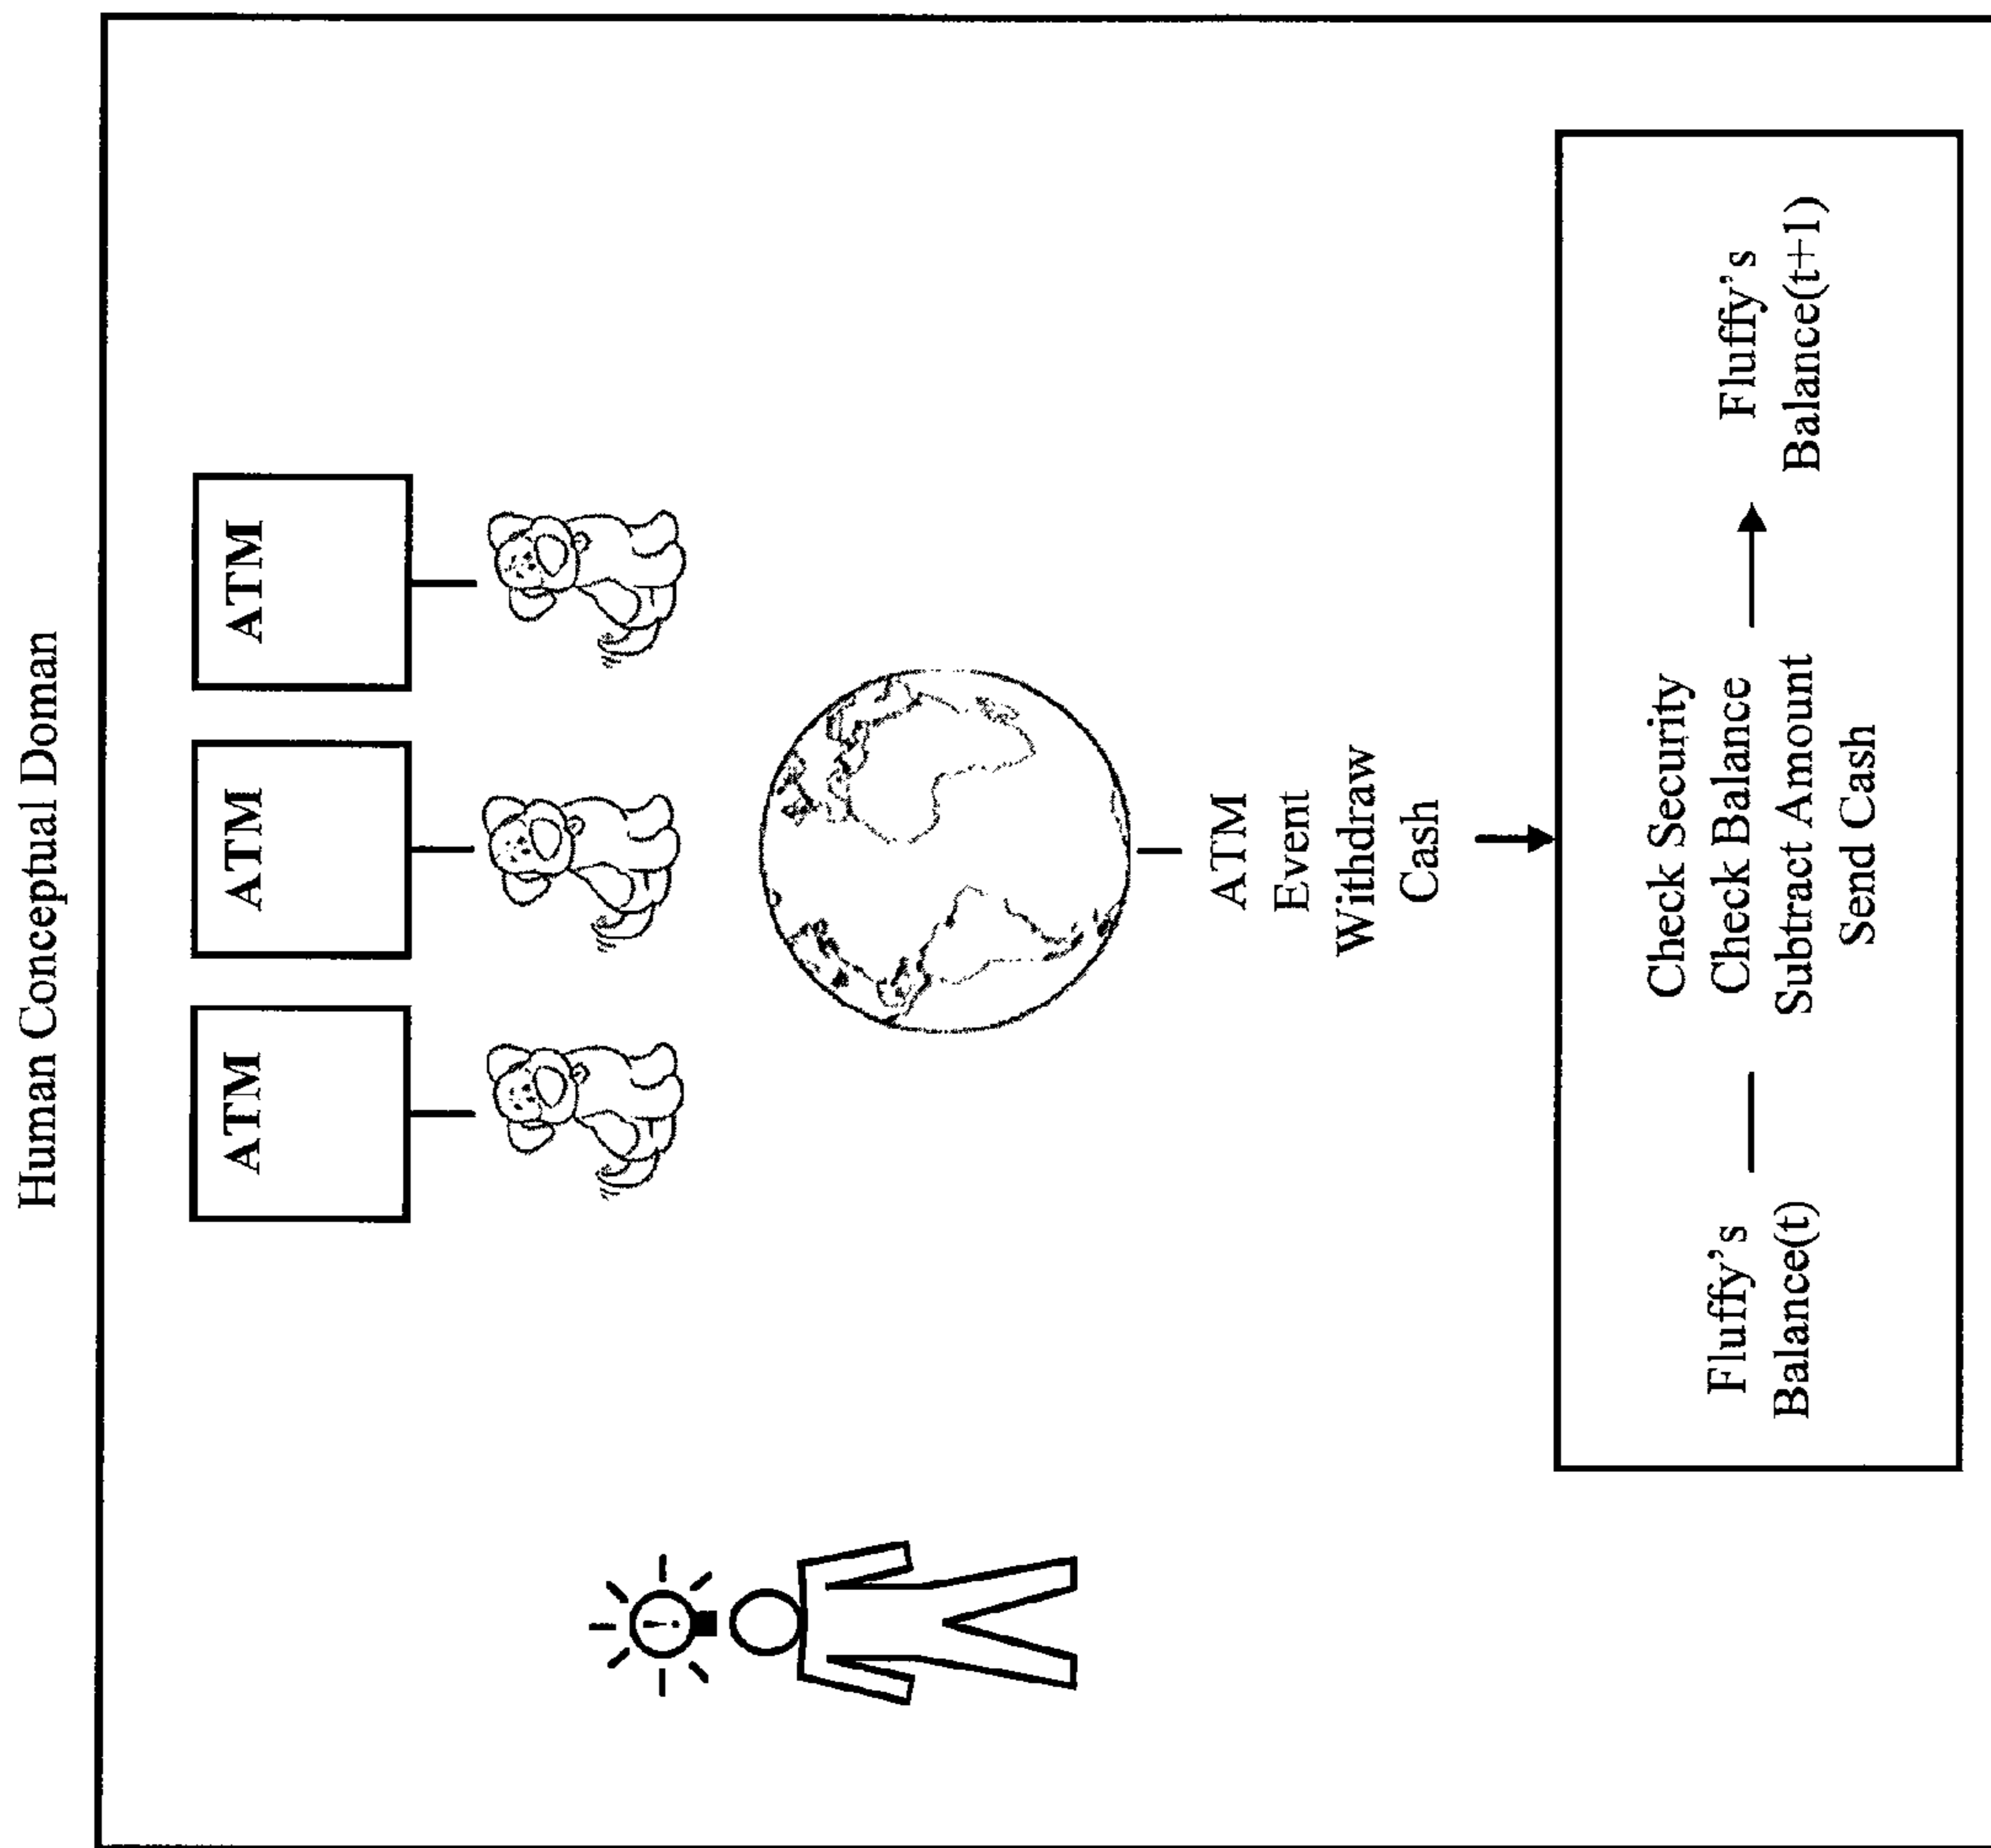 Human Conceptual Doman
ATM
ATM
ATM
ATM
Event
Withdraw
Cash
Fluffy's
Balance(t)
Check Security
Check Balance
Subtract Amount
Send Cash
Fluffy's
Balance(t+1)